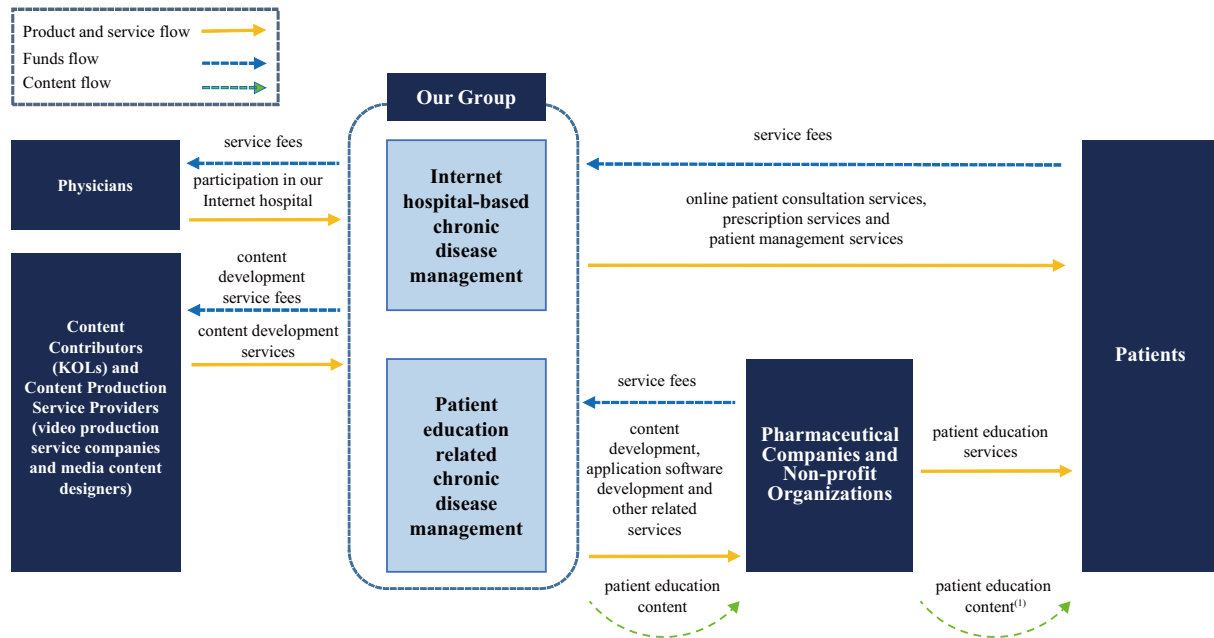 Product and service flow
Funds flow
Content flow
Our Group
Physicians
service fees
participation in our
Internet hospital
Internet
hospital-based
chronic
disease
management
service fees
online patient consultation services,
prescription services and
patient management services
Patients
Content
Contributors
(KOLs) and
Content Production
Service Providers
(video production
service companies
and media content
designers)
content
development
service fees
content development
services
Patient
education
related
chronic
disease
management
service fees
content
development,
application software
development and
other related
services
patient education
content
Pharmaceutical
Companies and
Non-profit
Organizations
patient education
services
patient education
content(1)